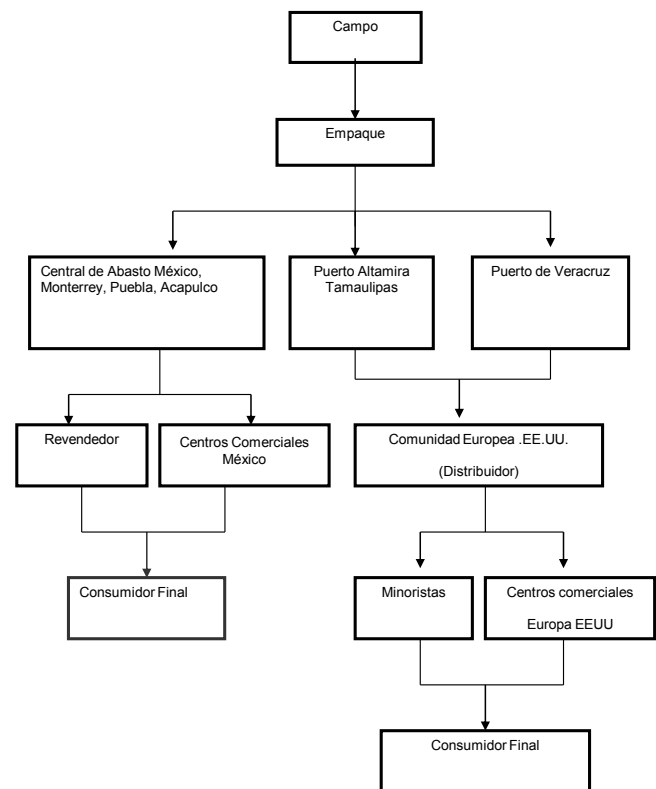 Campo
Empaque
Central de Abasto México,
Monterrey, Puebla, Acapulco
Puerto Altamira
Tamaulipas
Puerto de Veracruz
Revendedor
Centros Comerciales
México
Comunidad Europea .EE.UU.
(Distribuidor)
Consumidor Final
Minoristas
Centros comerciales
Europa EEUU
Consumidor Final